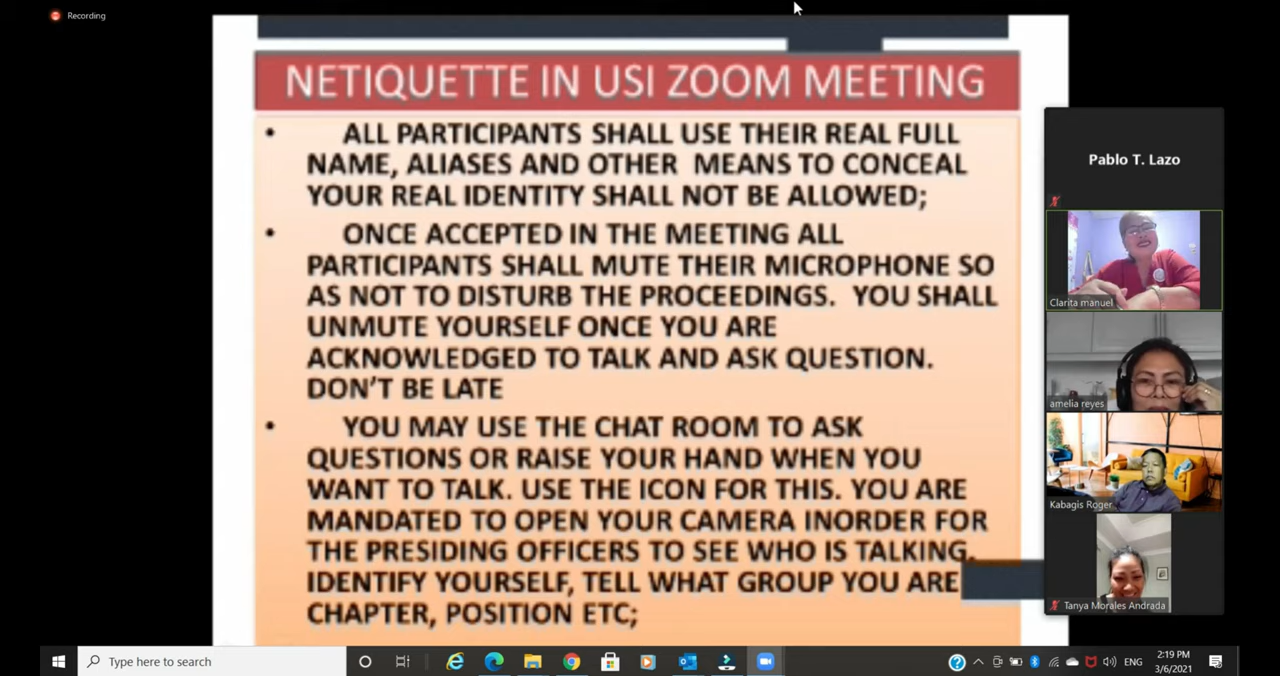 Recording
NETIQUETTE IN USI ZOOM MEETING
• ALL PARTICIPANTS SHALL USE THEIR REAL FULL
NAME, ALIASES AND OTHER MEANS TO CONCEAL
YOUR REAL IDENTITY SHALL NOT BE ALLOWED;
• ONCE ACCEPTED IN THE MEETING ALL
PARTICIPANTS SHALL MUTE THEIR MICROPHONE SO
AS NOT TO DISTURB THE PROCEEDINGS. YOU SHALL
UNMUTE YOURSELF ONCE YOU ARE
ACKNOWLEDGED TO TALK AND ASK QUESTION.
DON'T BE LATE
• YOU MAY USE THE CHAT ROOM TO ASK
QUESTIONS OR RAISE YOUR HAND WHEN YOU
WANT TO TALK. USE THE ICON FOR THIS. YOU ARE
MANDATED TO OPEN YOUR CAMERA INORDER FOR
THE PRESIDING OFFICERS TO SEE WHO IS TALKING.
IDENTIFY YOURSELF, TELL WHAT GROUP YOU ARE
CHAPTER, POSITION ETC;
Pablo T. Lazo
Clarita manuel
amelia reyes
Kabagis Roger
Tanya Morales Andrada
Type here to search
ENG
2:19 PM
3/6/2021